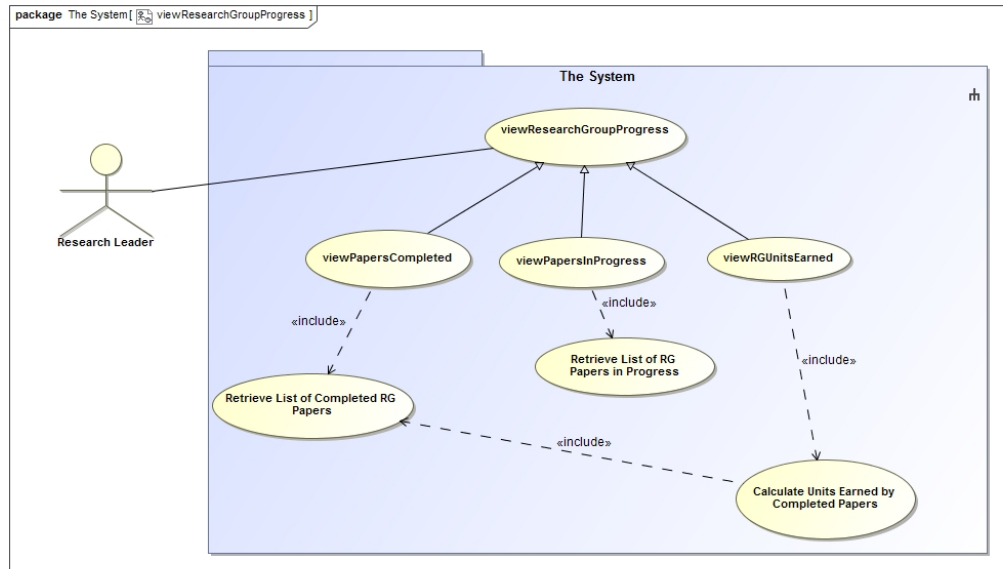 package The System[ viewResearchGroupProgress ]
The System
viewResearchGroupProgress
Research Leader
viewPapersCompleted
viewPapersInProgress
viewRGUnitsEarned
«include»
«include»
«include»
Retrieve List of RG
Papers in Progress
Retrieve List of Completed RG
Papers
«include»
Calculate Units Earned by
Completed Papers